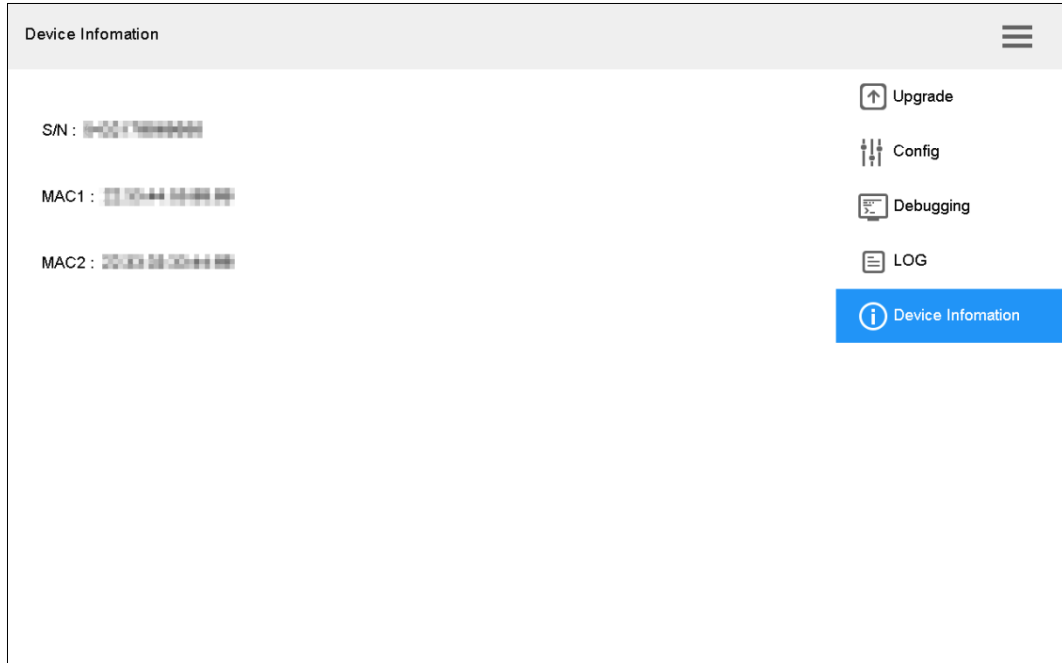 Device Infomation
S/N :
MAC1 :
MAC2 :
Upgrade
Config
Debugging
LOG
Device Infomation